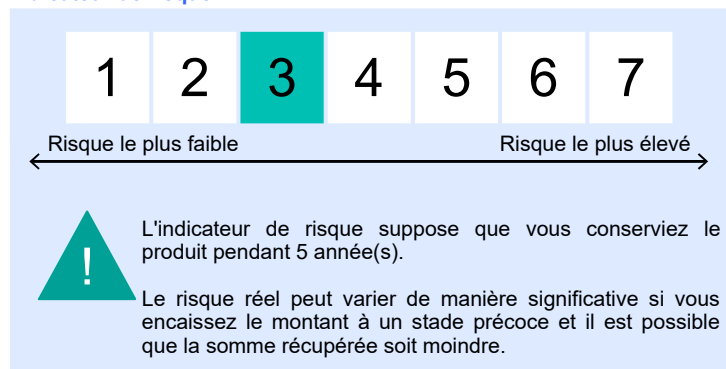 1 2 3 4 5 6 7
Risque le plus faible Risque le plus élevé
! L'indicateur de risque suppose que vous conserviez le
produit pendant 5 année(s).
Le risque réel peut varier de manière significative si vous
encaissez le montant à un stade précoce et il est possible
que la somme récupérée soit moindre.